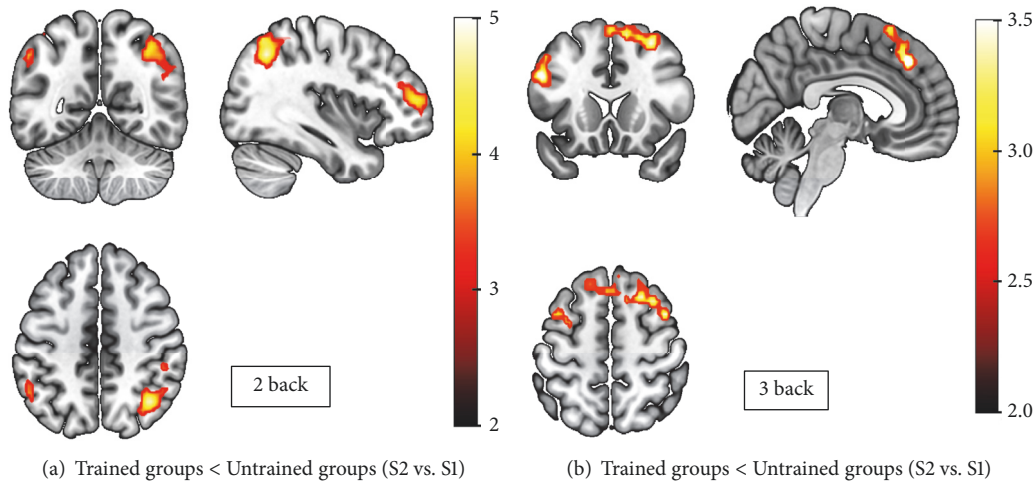 5
4
3
2
2 back
(a) Trained groups < Untrained groups (S2 vs. S1)
3.5
3.0
2.5
2.0
3 back
(b) Trained groups < Untrained groups (S2 vs. S1)